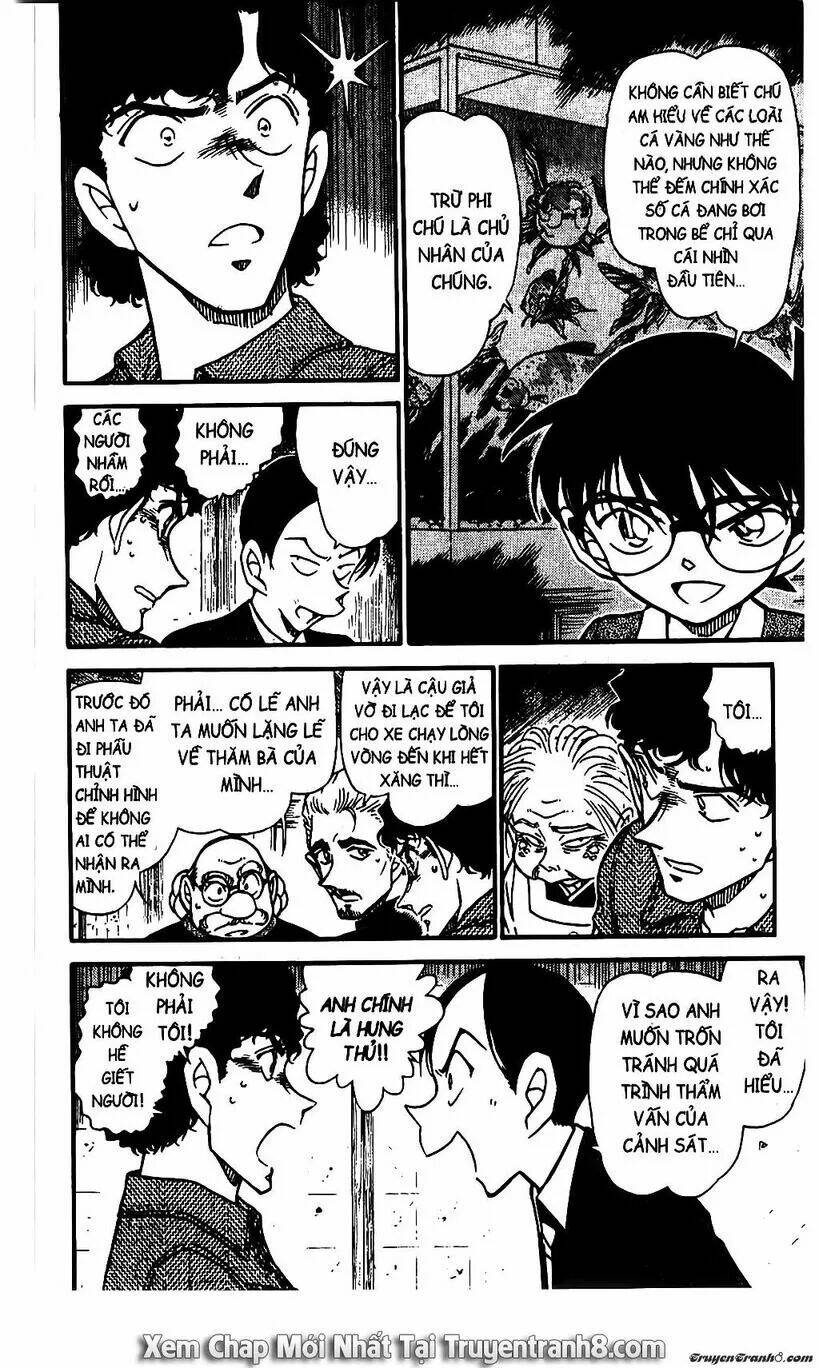 KHÔNG CẦN BIẾT CHÚ
AM HIỂU VỀ CÁC LOÀI
CÁ VÀNG NHƯ THẾ
NÀO, NHƯNG KHÔNG
THỂ ĐẾM CHÍNH XÁC
SỐ CÁ ĐANG BƠI
TRONG BỂ CHỈ QUA
CÁI NHÌN
ĐẦU TIÊN...
TRỪ PHI
CHÚ LÀ CHỦ
NHÂN CỦA
CHÚNG.
ĐÚNG
VẬY...
KHÔNG
PHẢI...
CÁC
NGƯỜI
NHẦM
RỒI...
TÔI...
VẬY LÀ CẬU GIẢ
VỜ ĐI LẠC ĐỂ TÔI
CHO XE CHẠY LÒNG
VÒNG ĐẾN KHI HẾT
XĂNG THÌ...
PHẢI... CÓ LẼ ANH
TA MUỐN LẶNG LẼ
VỀ THĂM BÀ CỦA
MÌNH...
TRƯỚC ĐÓ
ANH TA ĐÃ
ĐI PHẪU
THUẬT
CHỈNH HÌNH
ĐỂ KHÔNG
AI CÓ THỂ
NHẬN RA
MÌNH.
RA
VẬY!
TÔI
ĐÃ
HIỂU...
VÌ SAO ANH
MUỐN TRỐN
TRÁNH QUÁ
TRÌNH THẨM
VẤN CỦA
CẢNH SÁT...
ANH CHÍNH
LÀ HUNG
THỦ!!
KHÔNG
PHẢI
TÔI!
TÔI
KHÔNG
HỀ
GIẾT
NGƯỜI!
Xem Chap Mới Nhất Tại Truyentranh8.com
TruyenTranh8.com